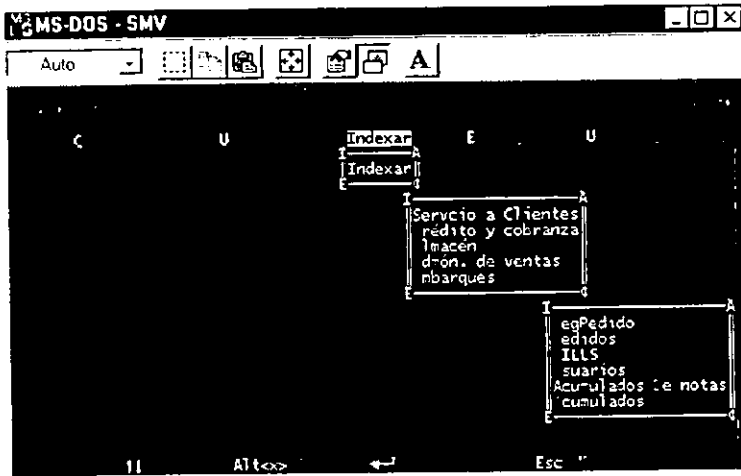 MS-DOS - SMV
Auto
A
C U Indexar E U
Indexar
Servcio a Clientes
rédito y cobranza
lmacén
dmón. de ventas
mbarques
egPedido
edidos
ILLS
suarios
Acumulados de notas
cumulados
Alt<x> Esc